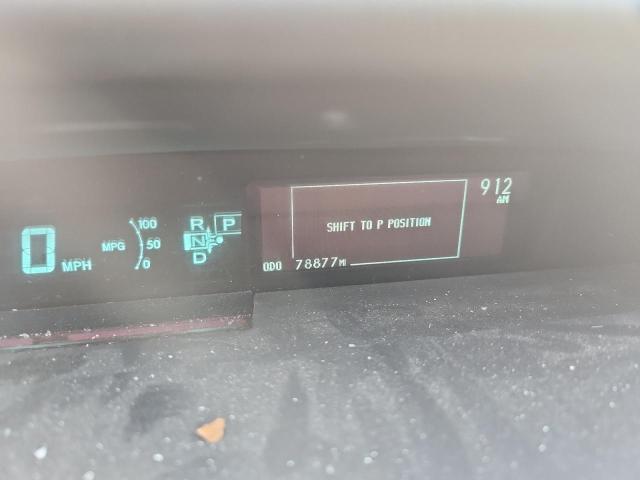 0 MPH
MPG 100 50 0
R P
N
D
SHIFT TO P POSITION
912
AM
ODO 78877 MI